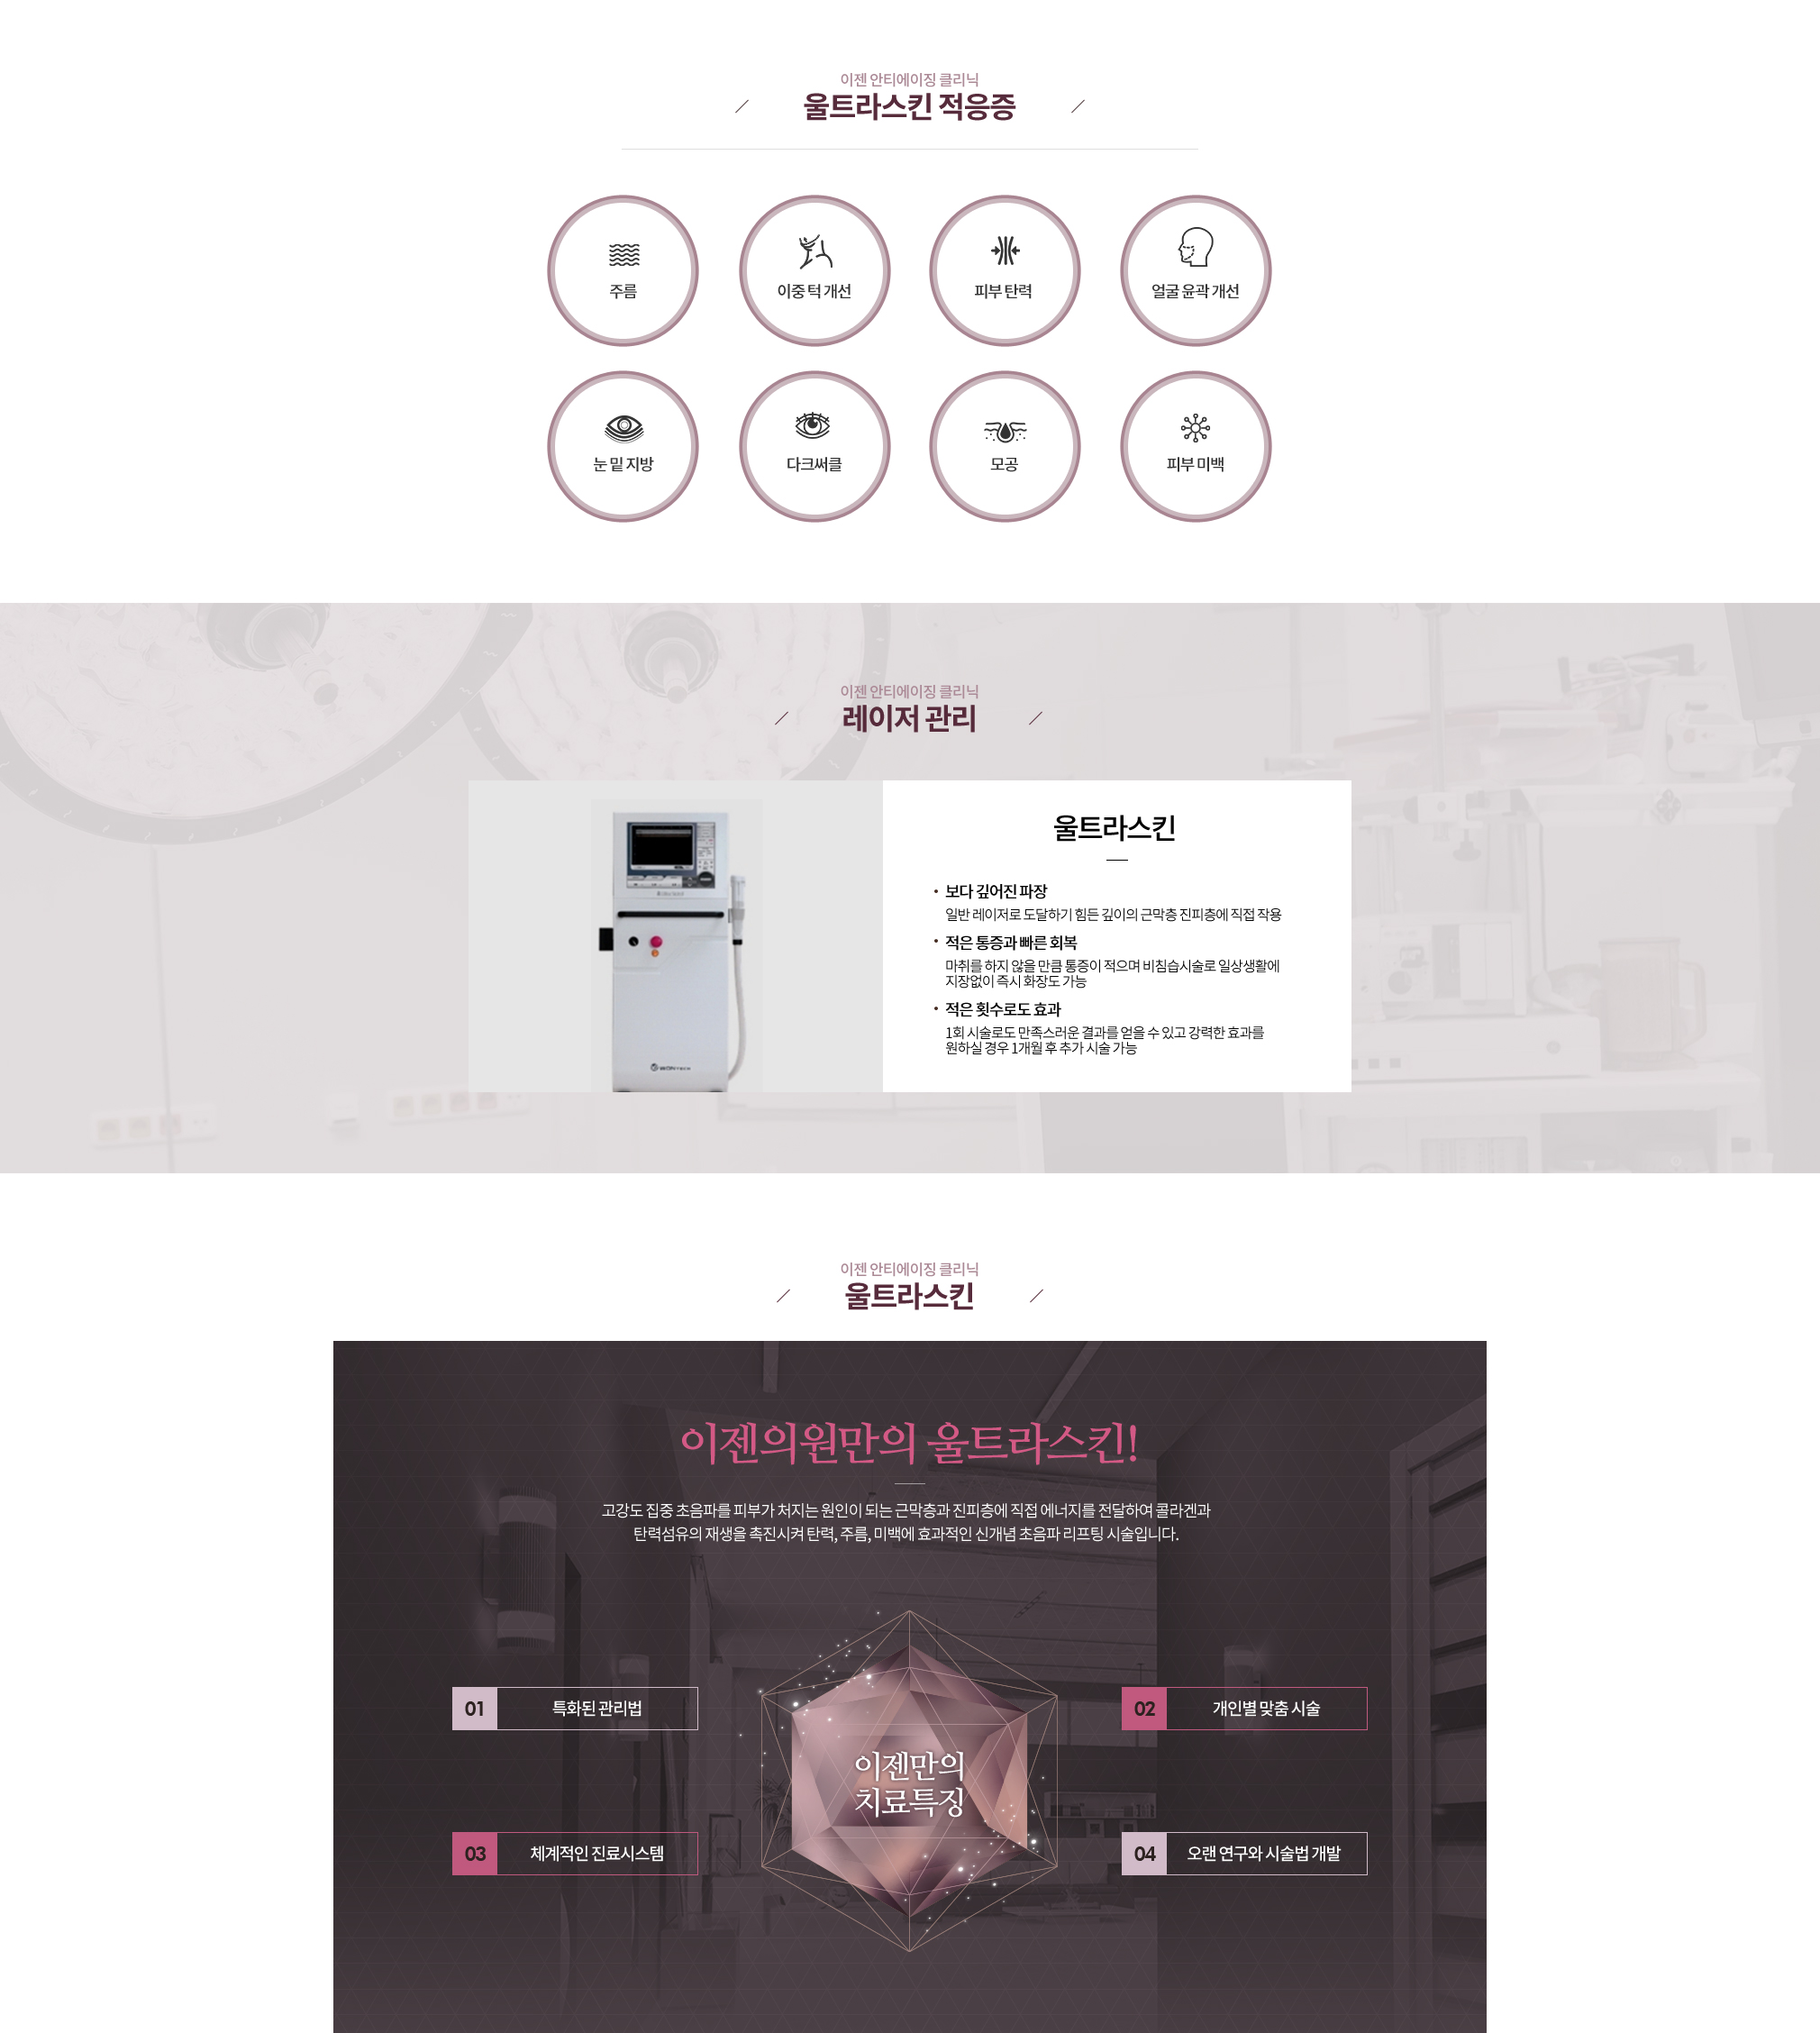 이젠 안티에이징 클리닉
울트라스킨 적응증
주름
이중 턱 개선
피부 탄력
얼굴 윤곽 개선
눈 밑 지방
다크써클
모공
피부 미백
이젠 안티에이징 클리닉
레이저 관리
울트라스킨
• 보다 깊어진 파장
일반 레이저로 도달하기 힘든 깊이의 근막층 진피층에 직접 작용
• 적은 통증과 빠른 회복
마취를 하지 않을 만큼 통증이 적으며 비침습시술로 일상생활에
지장없이 즉시 화장도 가능
• 적은 횟수로도 효과
1회 시술로도 만족스러운 결과를 얻을 수 있고 강력한 효과를
원하실 경우 1개월 후 추가 시술 가능
이젠 안티에이징 클리닉
울트라스킨
이젠의원만의 울트라스킨!
고강도 집중 초음파를 피부가 처지는 원인이 되는 근막층과 진피층에 직접 에너지를 전달하여 콜라겐과
탄력섬유의 재생을 촉진시켜 탄력, 주름, 미백에 효과적인 신개념 초음파 리프팅 시술입니다.
01 특화된 관리법
02 개인별 맞춤 시술
이젠만의
치료특징
03 체계적인 진료시스템
04 오랜 연구와 시술법 개발